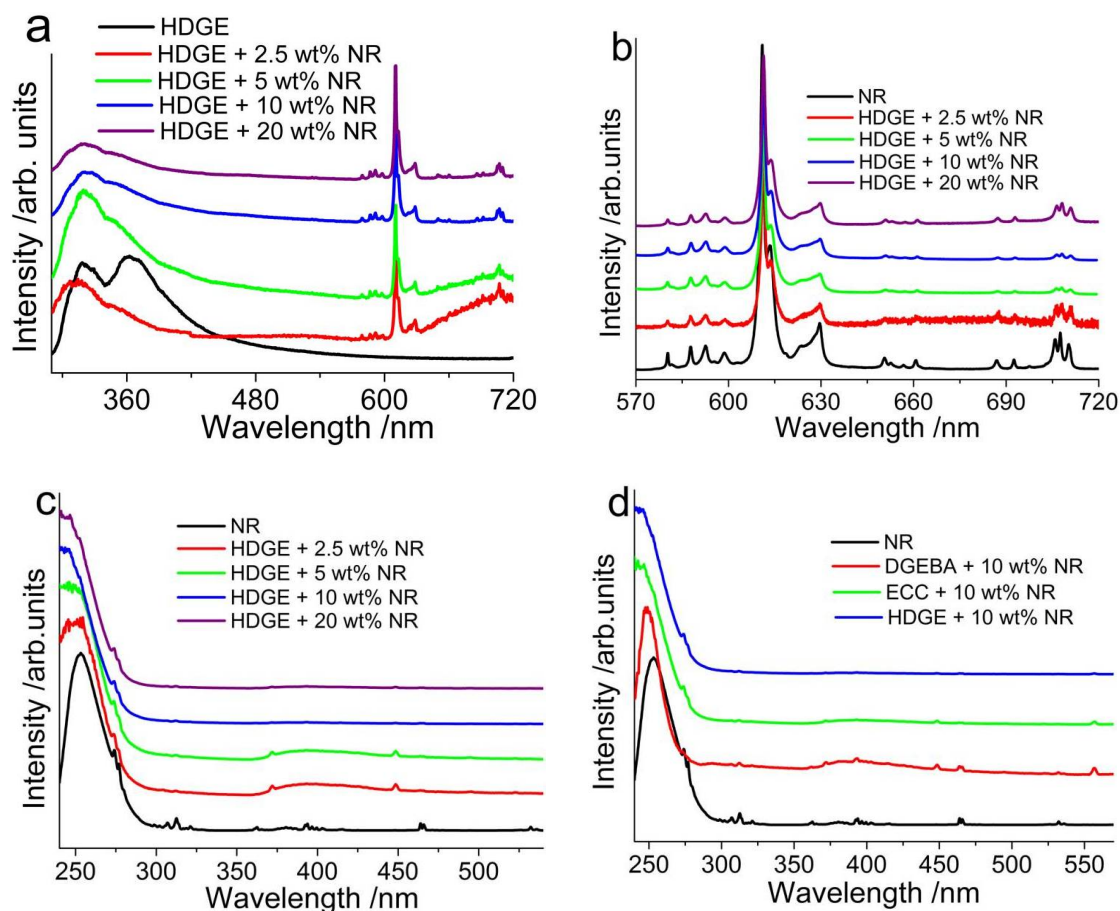 a
HDGE
HDGE + 2.5 wt% NR
HDGE + 5 wt% NR
HDGE + 10 wt% NR
HDGE + 20 wt% NR
Intensity /arb. units
360 480 600 720
Wavelength /nm
b
NR
HDGE + 2.5 wt% NR
HDGE + 5 wt% NR
HDGE + 10 wt% NR
HDGE + 20 wt% NR
Intensity /arb.units
570 600 630 660 690 720
Wavelength /nm
c
NR
HDGE + 2.5 wt% NR
HDGE + 5 wt% NR
HDGE + 10 wt% NR
HDGE + 20 wt% NR
Intensity /arb.units
250 300 350 400 450 500
Wavelength /nm
d
NR
DGEBA + 10 wt% NR
ECC + 10 wt% NR
HDGE + 10 wt% NR
Intensity /arb.units
250 300 350 400 450 500 550
Wavelength /nm